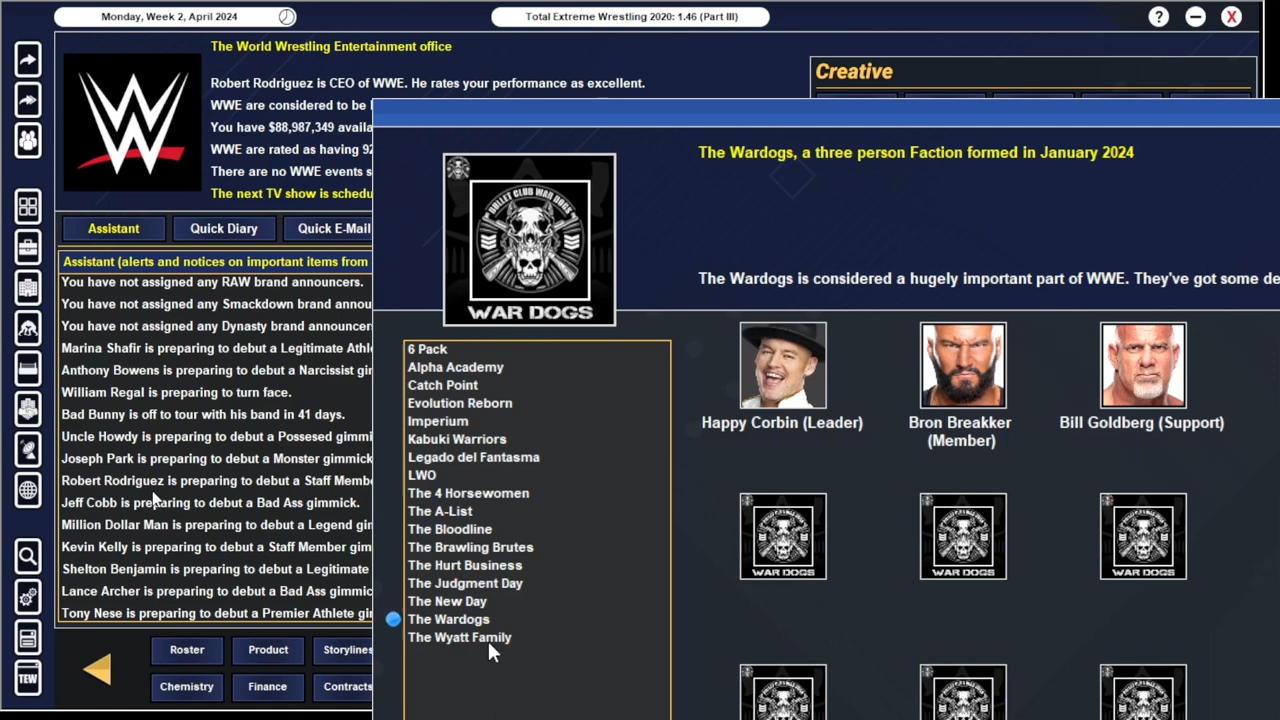 Monday, Week 2, April 2024
Total Extreme Wrestling 2020: 1.46 (Part III)
?
X
The World Wrestling Entertainment office
Robert Rodriguez is CEO of WWE. He rates your performance as excellent.
WWE are considered to be
You have $88,987,349 availa
WWE are rated as having 92
There are no WWE events s
The next TV show is schedu
Creative
Assistant
Quick Diary
Quick E-Mail
Assistant (alerts and notices on important items from
You have not assigned any RAW brand announcers.
You have not assigned any Smackdown brand annou
You have not assigned any Dynasty brand announcer
Marina Shafir is preparing to debut a Legitimate Athl
Anthony Bowens is preparing to debut a Narcissist gi
William Regal is preparing to turn face.
Bad Bunny is off to tour with his band in 41 days.
Uncle Howdy is preparing to debut a Possesed gimmi
Joseph Park is preparing to debut a Monster gimmick
Robert Rodriguez is preparing to debut a Staff Membe
Jeff Cobb is preparing to debut a Bad Ass gimmick.
Million Dollar Man is preparing to debut a Legend gi
Kevin Kelly is preparing to debut a Staff Member gim
Shelton Benjamin is preparing to debut a Legitimate
Lance Archer is preparing to debut a Bad Ass gimmic
Tony Nese is preparing to debut a Premier Athlete gi
Roster
Product
Storylines
Chemistry
Finance
Contracts
TEW
BULLET CLUB WAR DOGS
WAR DOGS
The Wardogs, a three person Faction formed in January 2024
The Wardogs is considered a hugely important part of WWE. They've got some de
6 Pack
Alpha Academy
Catch Point
Evolution Reborn
Imperium
Kabuki Warriors
Legado del Fantasma
LWO
The 4 Horsewomen
The A-List
The Bloodline
The Brawling Brutes
The Hurt Business
The Judgment Day
The New Day
The Wardogs
The Wyatt Family
Happy Corbin (Leader)
Bron Breakker
(Member)
Bill Goldberg (Support)
WAR DOGS
WAR DOGS
WAR DOGS